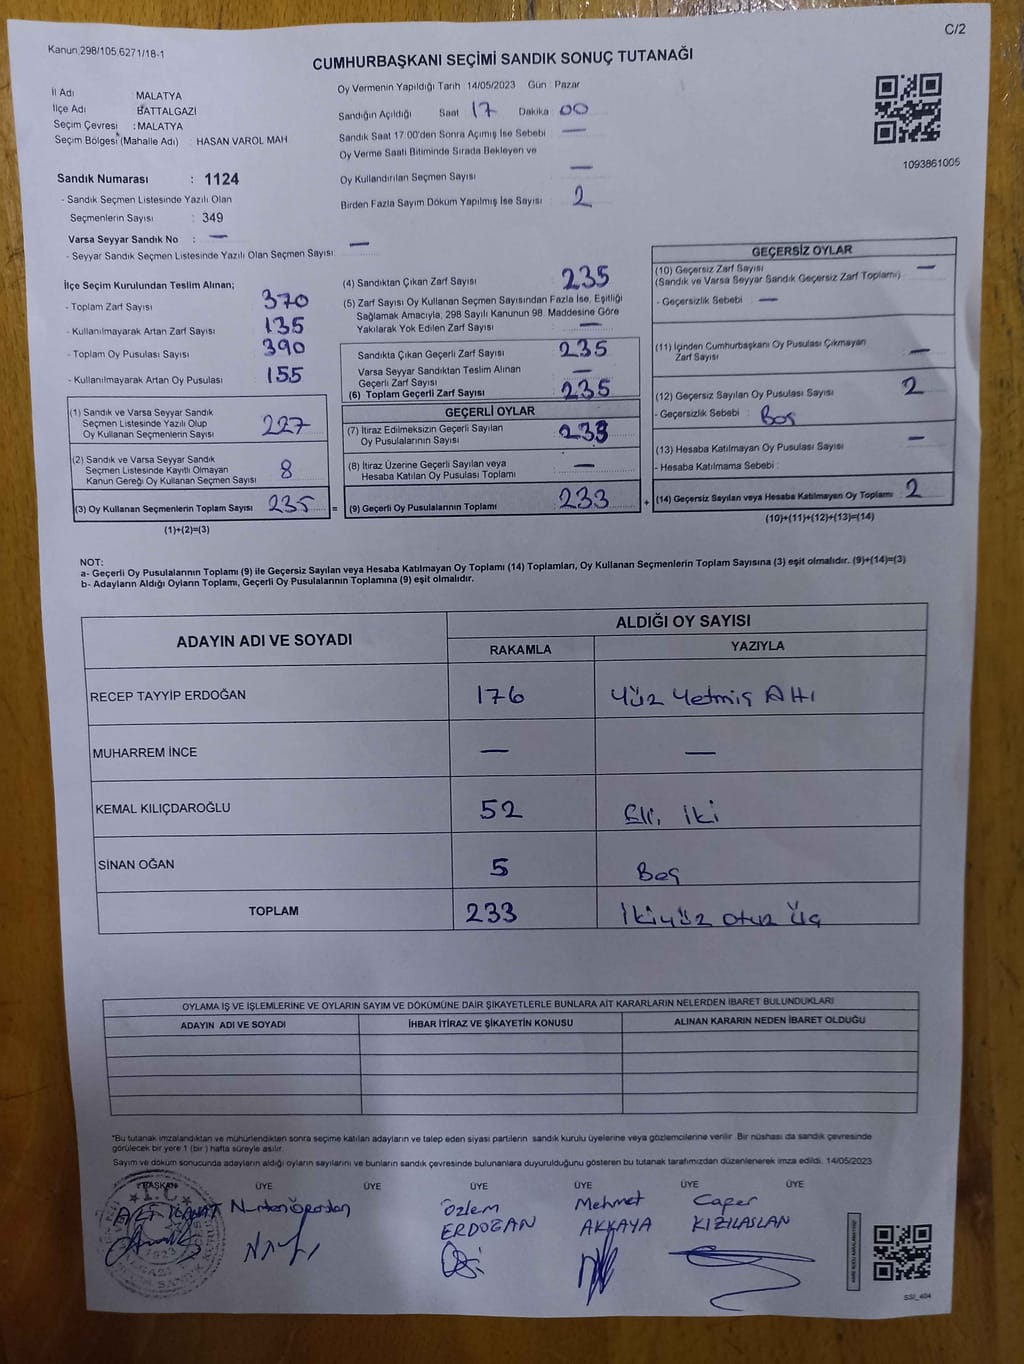 C/2
Kanun,298/105,6271/18-1
CUMHURBAŞKANI SEÇİMİ SANDIK SONUÇ TUTANAĞI
İl Adı MALATYA
İlçe Adı BATTALGAZİ
Seçim Çevresi : MALATYA
Seçim Bölgesi (Mahalle Adı) : HASAN VAROL MAH
Oy Vermenin Yapıldığı Tarih :14/05/2023 Gün : Pazar
Sandığın Açıldığı Saat 17 Dakika 00
Sandık Saat 17:00'den Sonra Açımış İse Sebebi —
Oy Verme Saati Bitiminde Sırada Bekleyen ve
Oy Kullandırılan Seçmen Sayısı —
Birden Fazla Sayım Döküm Yapılmış İse Sayısı 2
1093861005
Sandık Numarası : 1124
- Sandık Seçmen Listesinde Yazılı Olan
Seçmenlerin Sayısı : 349
Varsa Seyyar Sandık No : —
- Seyyar Sandık Seçmen Listesinde Yazılı Olan Seçmen Sayısı : —
İlçe Seçim Kurulundan Teslim Alınan;
- Toplam Zarf Sayısı 370
- Kullanılmayarak Artan Zarf Sayısı 135
- Toplam Oy Pusulası Sayısı 390
- Kullanılmayarak Artan Oy Pusulası 155
(1) Sandık ve Varsa Seyyar Sandık
Seçmen Listesinde Yazılı Olup
Oy Kullanan Seçmenlerin Sayısı 227
(2) Sandık ve Varsa Seyyar Sandık
Seçmen Listesinde Kayıtlı Olmayan
Kanun Gereği Oy Kullanan Seçmen Sayısı 8
(3) Oy Kullanan Seçmenlerin Toplam Sayısı 235 =
(1)+(2)=(3)
(4) Sandıktan Çıkan Zarf Sayısı 235
(5) Zarf Sayısı Oy Kullanan Seçmen Sayısından Fazla İse, Eşitliği
Sağlamak Amacıyla, 298 Sayılı Kanunun 98. Maddesine Göre
Yakılarak Yok Edilen Zarf Sayısı —
Sandıkta Çıkan Geçerli Zarf Sayısı 235
Varsa Seyyar Sandıktan Teslim Alınan
Geçerli Zarf Sayısı —
(6) Toplam Geçerli Zarf Sayısı 235
GEÇERLİ OYLAR
(7) İtiraz Edilmeksizin Geçerli Sayılan
Oy Pusulalarının Sayısı 233
(8) İtiraz Üzerine Geçerli Sayılan veya
Hesaba Katılan Oy Pusulası Toplamı —
(9) Geçerli Oy Pusulalarının Toplamı 233 +
GEÇERSİZ OYLAR
(10) Geçersiz Zarf Sayısı —
(Sandık ve Varsa Seyyar Sandık Geçersiz Zarf Toplamı)
- Geçersizlik Sebebi : —
(11) İçinden Cumhurbaşkanı Oy Pusulası Çıkmayan
Zarf Sayısı —
(12) Geçersiz Sayılan Oy Pusulası Sayısı 2
- Geçersizlik Sebebi : Boş
(13) Hesaba Katılmayan Oy Pusulası Sayısı —
- Hesaba Katılmama Sebebi :
(14) Geçersiz Sayılan veya Hesaba Katılmayan Oy Toplamı 2
(10)+(11)+(12)+(13)=(14)
NOT:
a- Geçerli Oy Pusulalarının Toplamı (9) ile Geçersiz Sayılan veya Hesaba Katılmayan Oy Toplamı (14) Toplamları, Oy Kullanan Seçmenlerin Toplam Sayısına (3) eşit olmalıdır. (9)+(14)=(3)
b- Adayların Aldığı Oyların Toplamı, Geçerli Oy Pusulalarının Toplamına (9) eşit olmalıdır.
ADAYIN ADI VE SOYADI ALDIĞI OY SAYISI
RAKAMLA YAZIYLA
RECEP TAYYİP ERDOĞAN 176 Yüz Yetmiş Altı
MUHARREM İNCE — —
KEMAL KILIÇDAROĞLU 52 Elli iki
SİNAN OĞAN 5 Beş
TOPLAM 233 İkiyüz otuz üç
OYLAMA İŞ VE İŞLEMLERİNE VE OYLARIN SAYIM VE DÖKÜMÜNE DAİR ŞİKAYETLERLE BUNLARA AİT KARARLARIN NELERDEN İBARET BULUNDUKLARI
ADAYIN ADI VE SOYADI İHBAR İTİRAZ VE ŞİKAYETİN KONUSU ALINAN KARARIN NEDEN İBARET OLDUĞU
*Bu tutanak imzalandıktan ve mühürlendikten sonra seçime katılan adayların ve talep eden siyasi partilerin sandık kurulu üyelerine veya gözlemcilerine verilir. Bir nüshası da sandık çevresinde
görülecek bir yere 1 (bir ) hafta süreyle asılır.
Sayım ve döküm sonucunda adayların aldığı oyların sayılarını ve bunların sandık çevresinde bulunanlara duyurulduğunu gösteren bu tutanak tarafımızdan düzenlenerek imza edildi. 14/05/2023
BAŞKAN ÜYE ÜYE ÜYE ÜYE ÜYE ÜYE
T.C.
Özlem Mehmet Cafer
ERDOĞAN AKKAYA KIZILASLAN
SSI_404